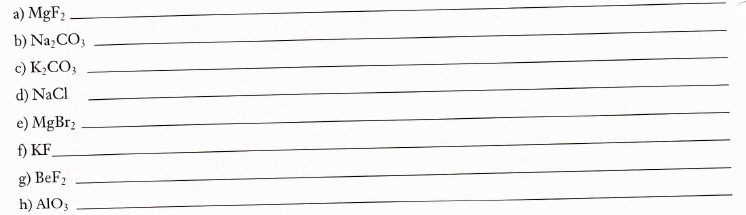 a) MgF₂
b) Na₂CO₃
c) K₂CO₃
d) NaCl
e) MgBr₂
f) KF
g) BeF₂
h) AlO₃